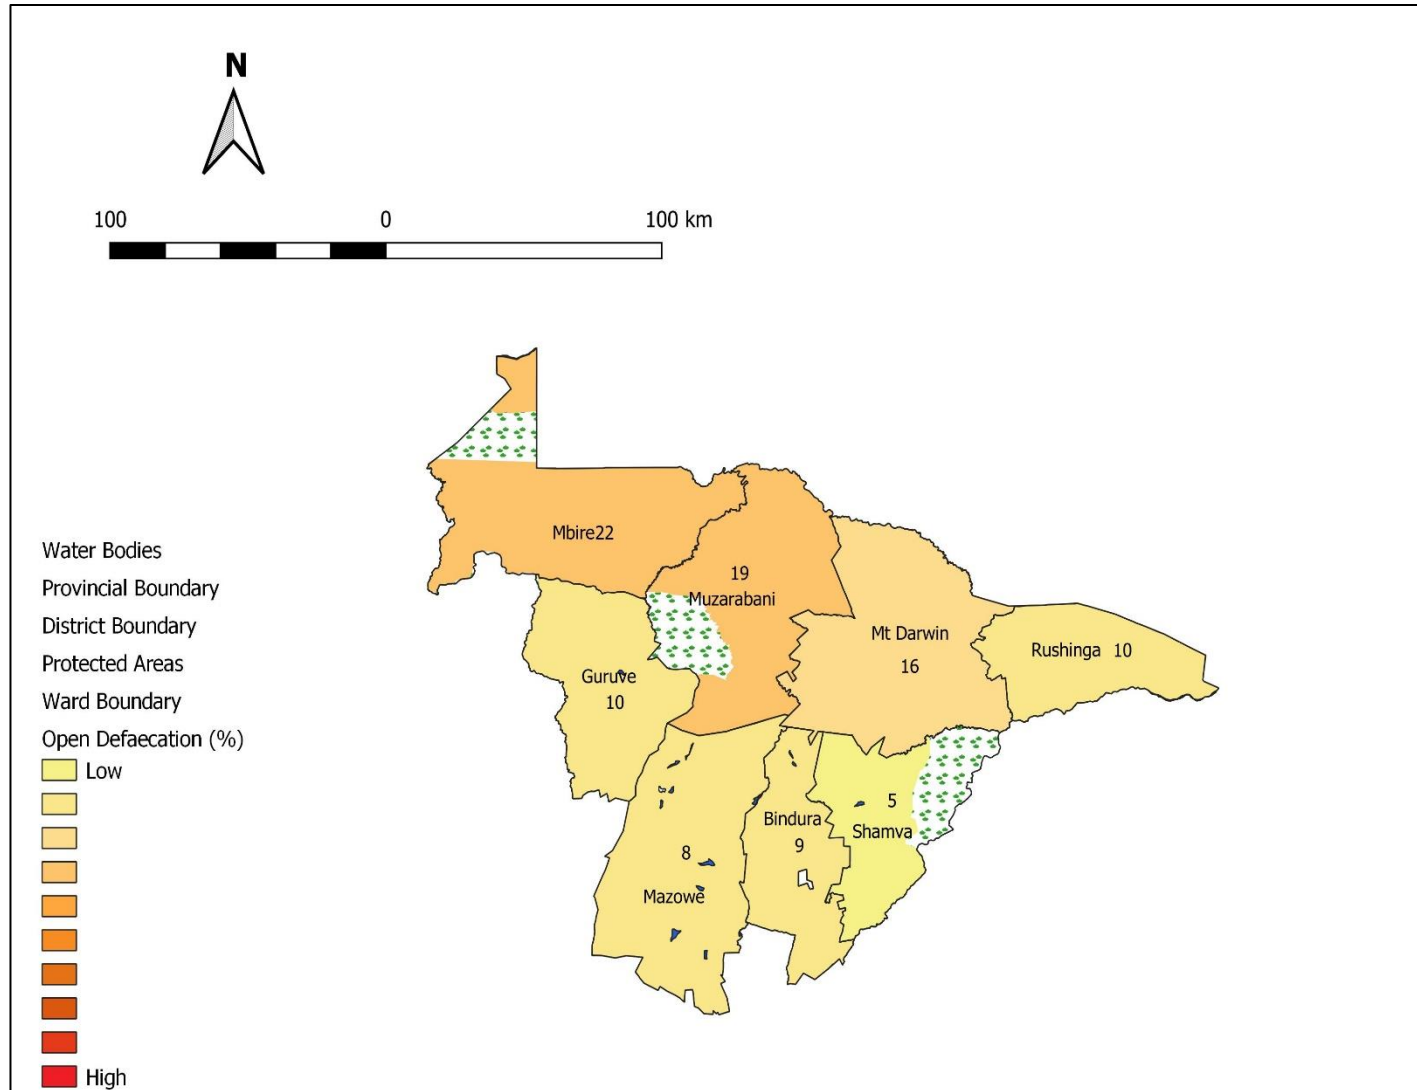 N
100 0 100 km
Mbire22
19
Muzarabani
Mt Darwin
16
Rushinga 10
Guruve
10
5
Shamva
Bindura
9
8
Mazowe
Water Bodies
Provincial Boundary
District Boundary
Protected Areas
Ward Boundary
Open Defaecation (%)
Low
High